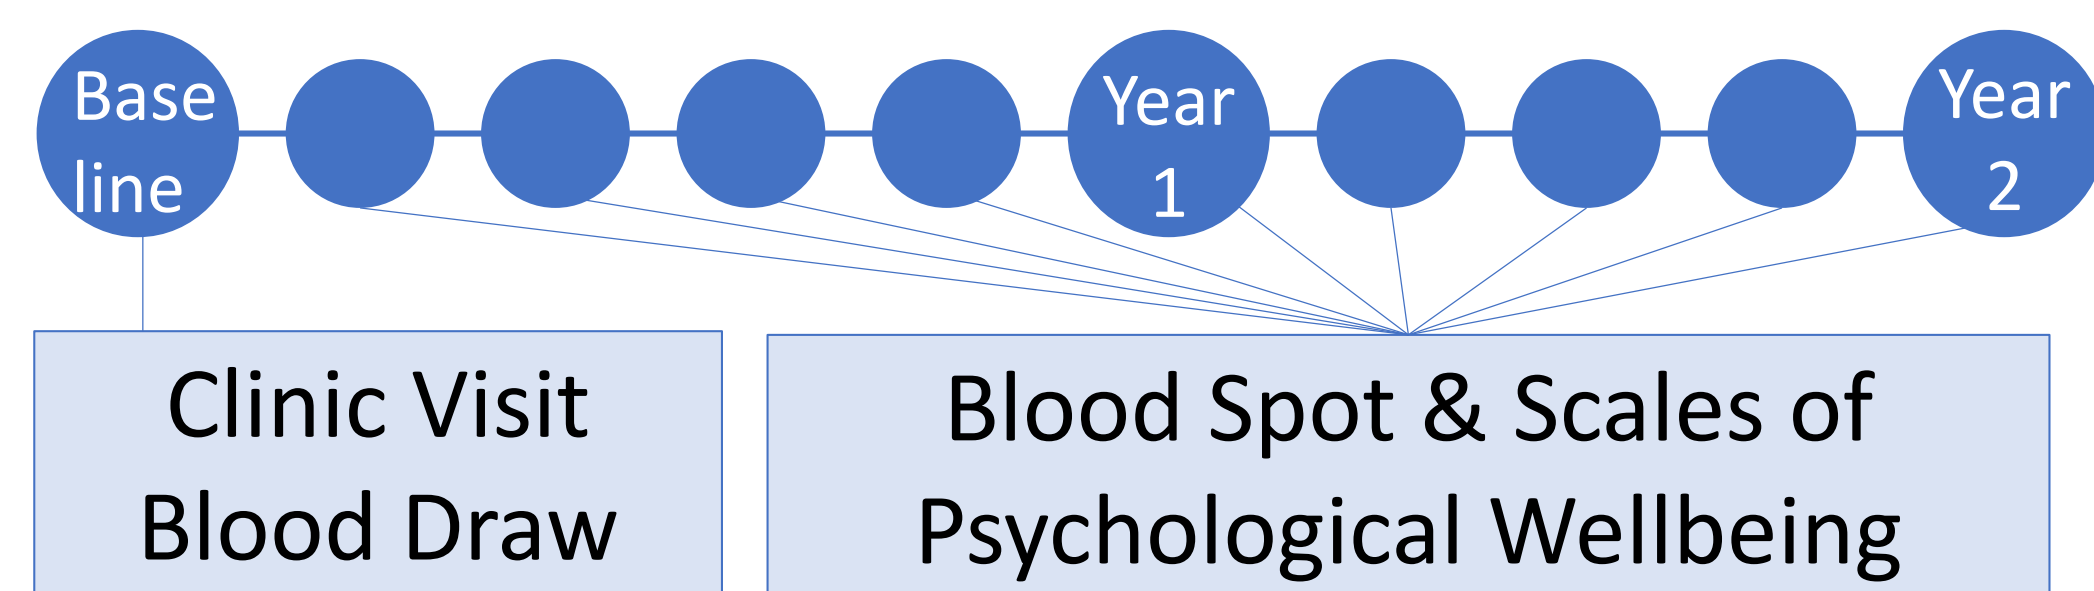 Base
line
Year
1
Year
2
Clinic Visit
Blood Draw
Blood Spot & Scales of
Psychological Wellbeing